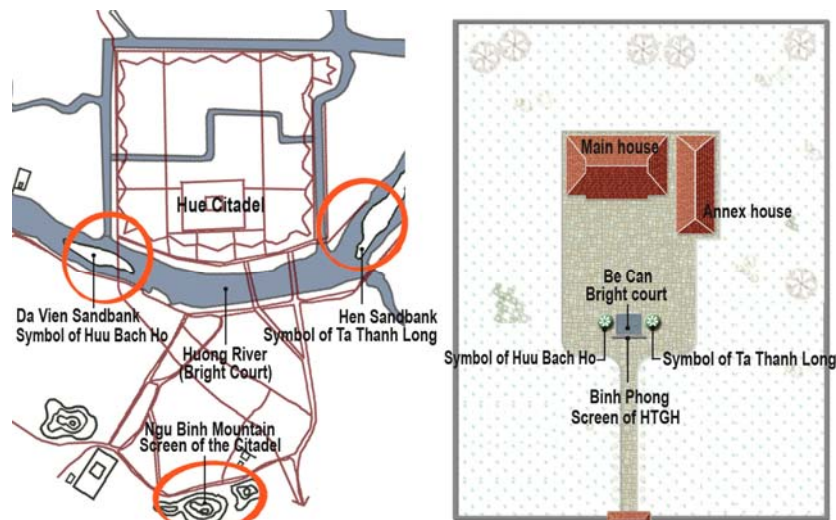 Hue Citadel
Da Vien Sandbank
Symbol of Huu Bach Ho
Hen Sandbank
Symbol of Ta Thanh Long
Huong River
(Bright Court)
Ngu Binh Mountain
Screen of the Citadel
Main house
Annex house
Be Can
Bright court
Symbol of Huu Bach Ho
Symbol of Ta Thanh Long
Binh Phong
Screen of HTGH